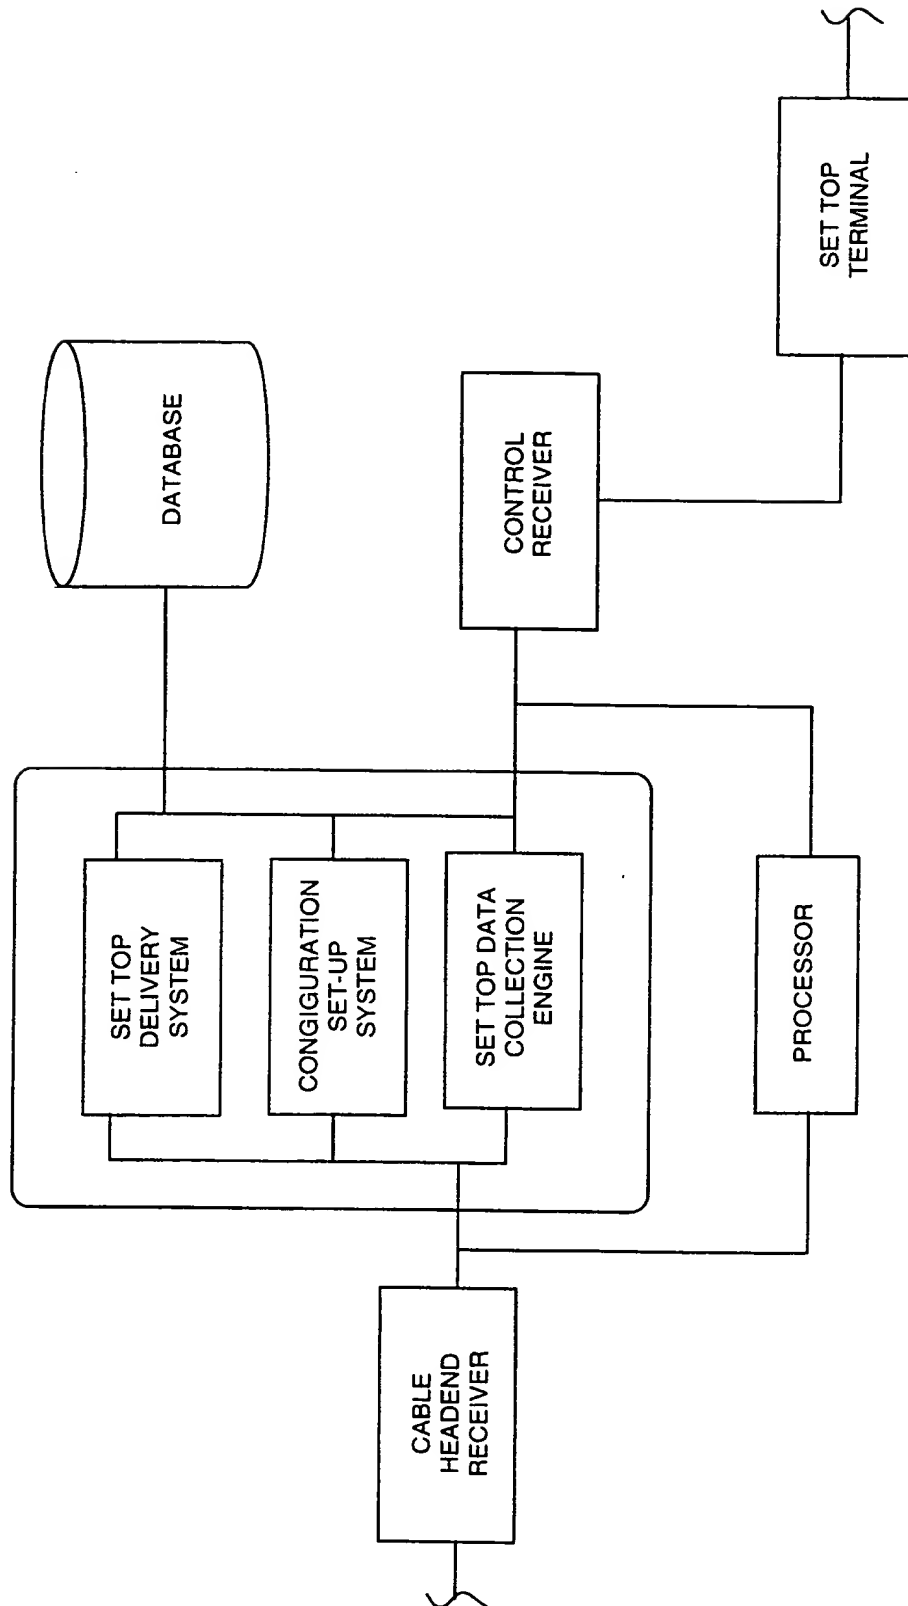 CABLE
HEADEND
RECEIVER
SET TOP
DELIVERY
SYSTEM
CONGIGURATION
SET-UP
SYSTEM
SET TOP DATA
COLLECTION
ENGINE
PROCESSOR
DATABASE
CONTROL
RECEIVER
SET TOP
TERMINAL